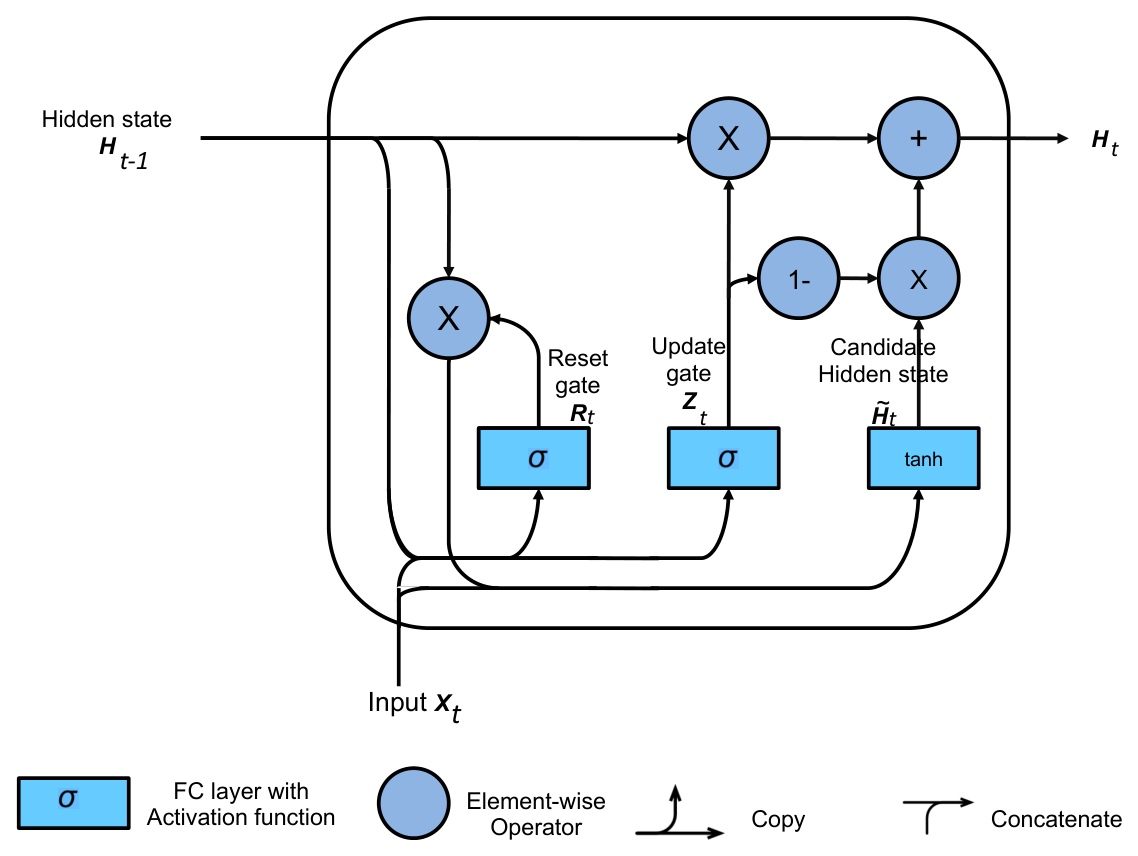 Hidden state
H t-1
X
+
H t
1-
X
X
Reset
gate
R t
Update
gate
Z t
Candidate
Hidden state
H̃ t
σ
σ
tanh
Input X t
σ
FC layer with
Activation function
Element-wise
Operator
Copy
Concatenate